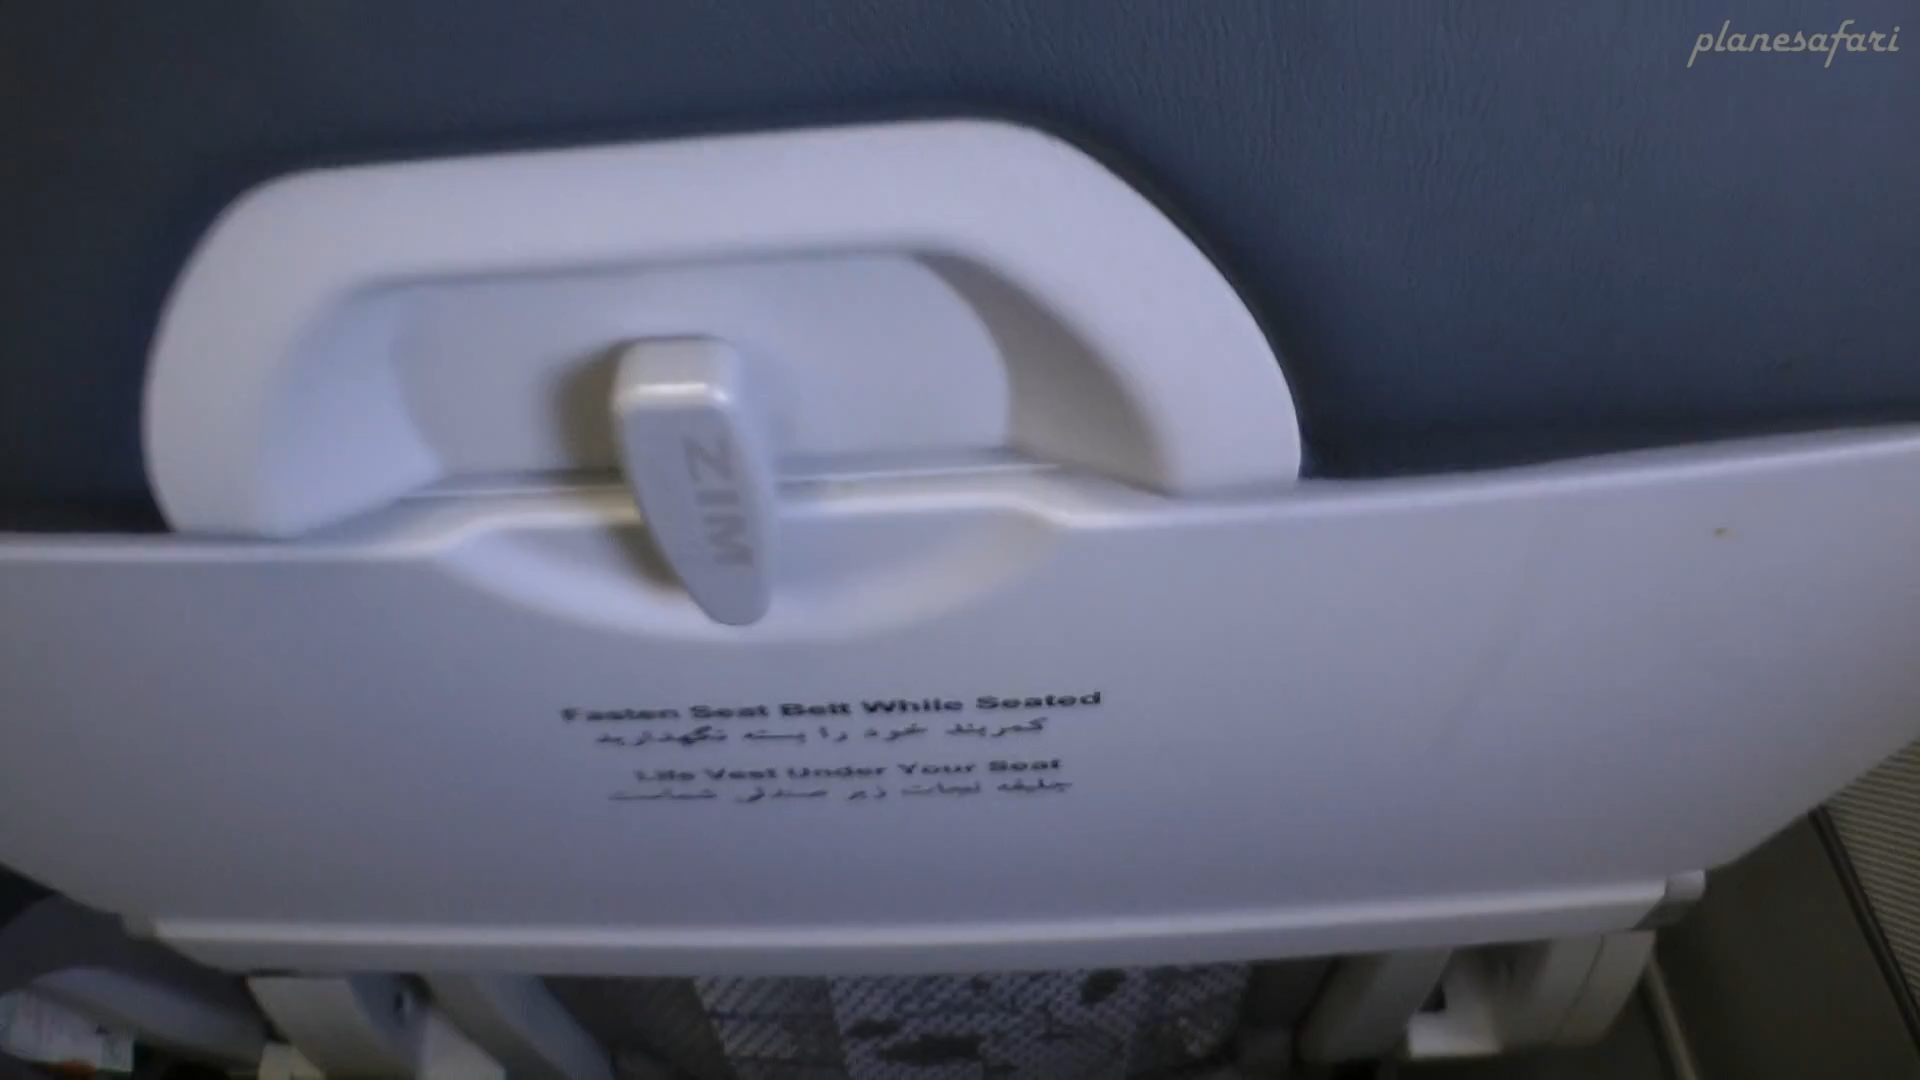 planesafari
ZIM
Fasten Seat Belt While Seated
کمربند خود را بسته نگهدارید
Life Vest Under Your Seat
جلیقه نجات زیر صندلی شماست